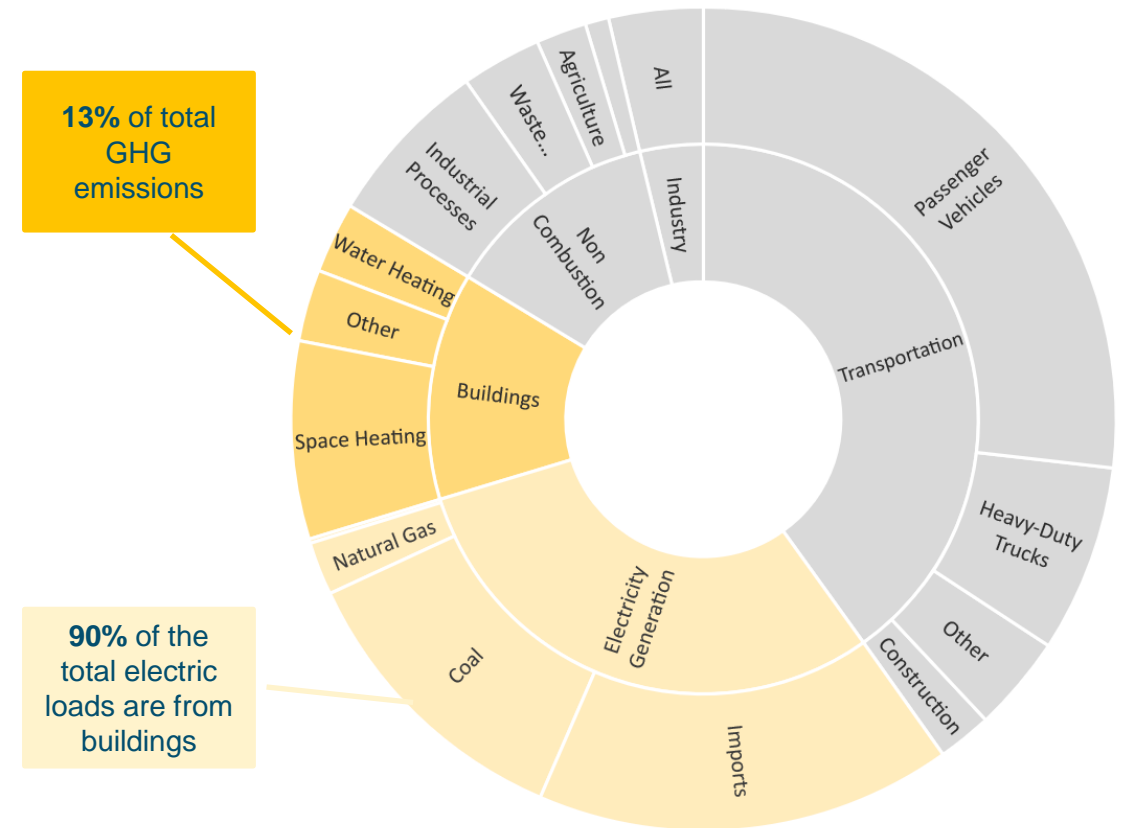 13% of total
GHG
emissions
90% of the
total electric
loads are from
buildings
All
Agriculture
Waste...
Industrial
Processes
Water Heating
Other
Space Heating
Natural Gas
Coal
Imports
Construction
Other
Heavy-Duty
Trucks
Passenger
Vehicles
Industry
Non
Combustion
Buildings
Electricity
Generation
Transportation